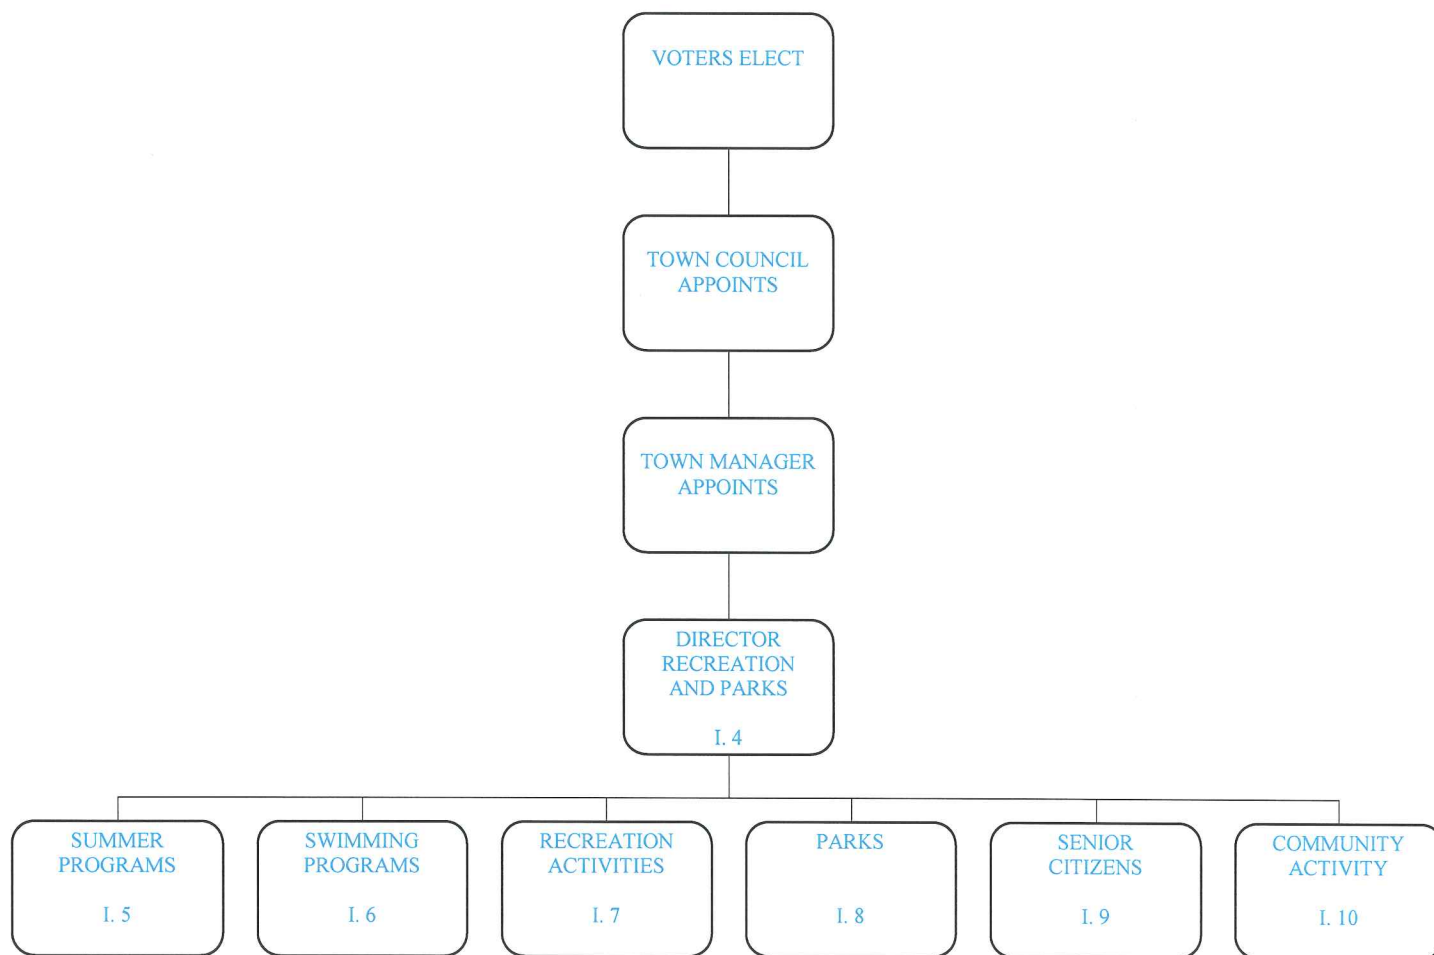 VOTERS ELECT
TOWN COUNCIL
APPOINTS
TOWN MANAGER
APPOINTS
DIRECTOR
RECREATION
AND PARKS
I. 4
SUMMER
PROGRAMS
I. 5
SWIMMING
PROGRAMS
I. 6
RECREATION
ACTIVITIES
I. 7
PARKS
I. 8
SENIOR
CITIZENS
I. 9
COMMUNITY
ACTIVITY
I. 10